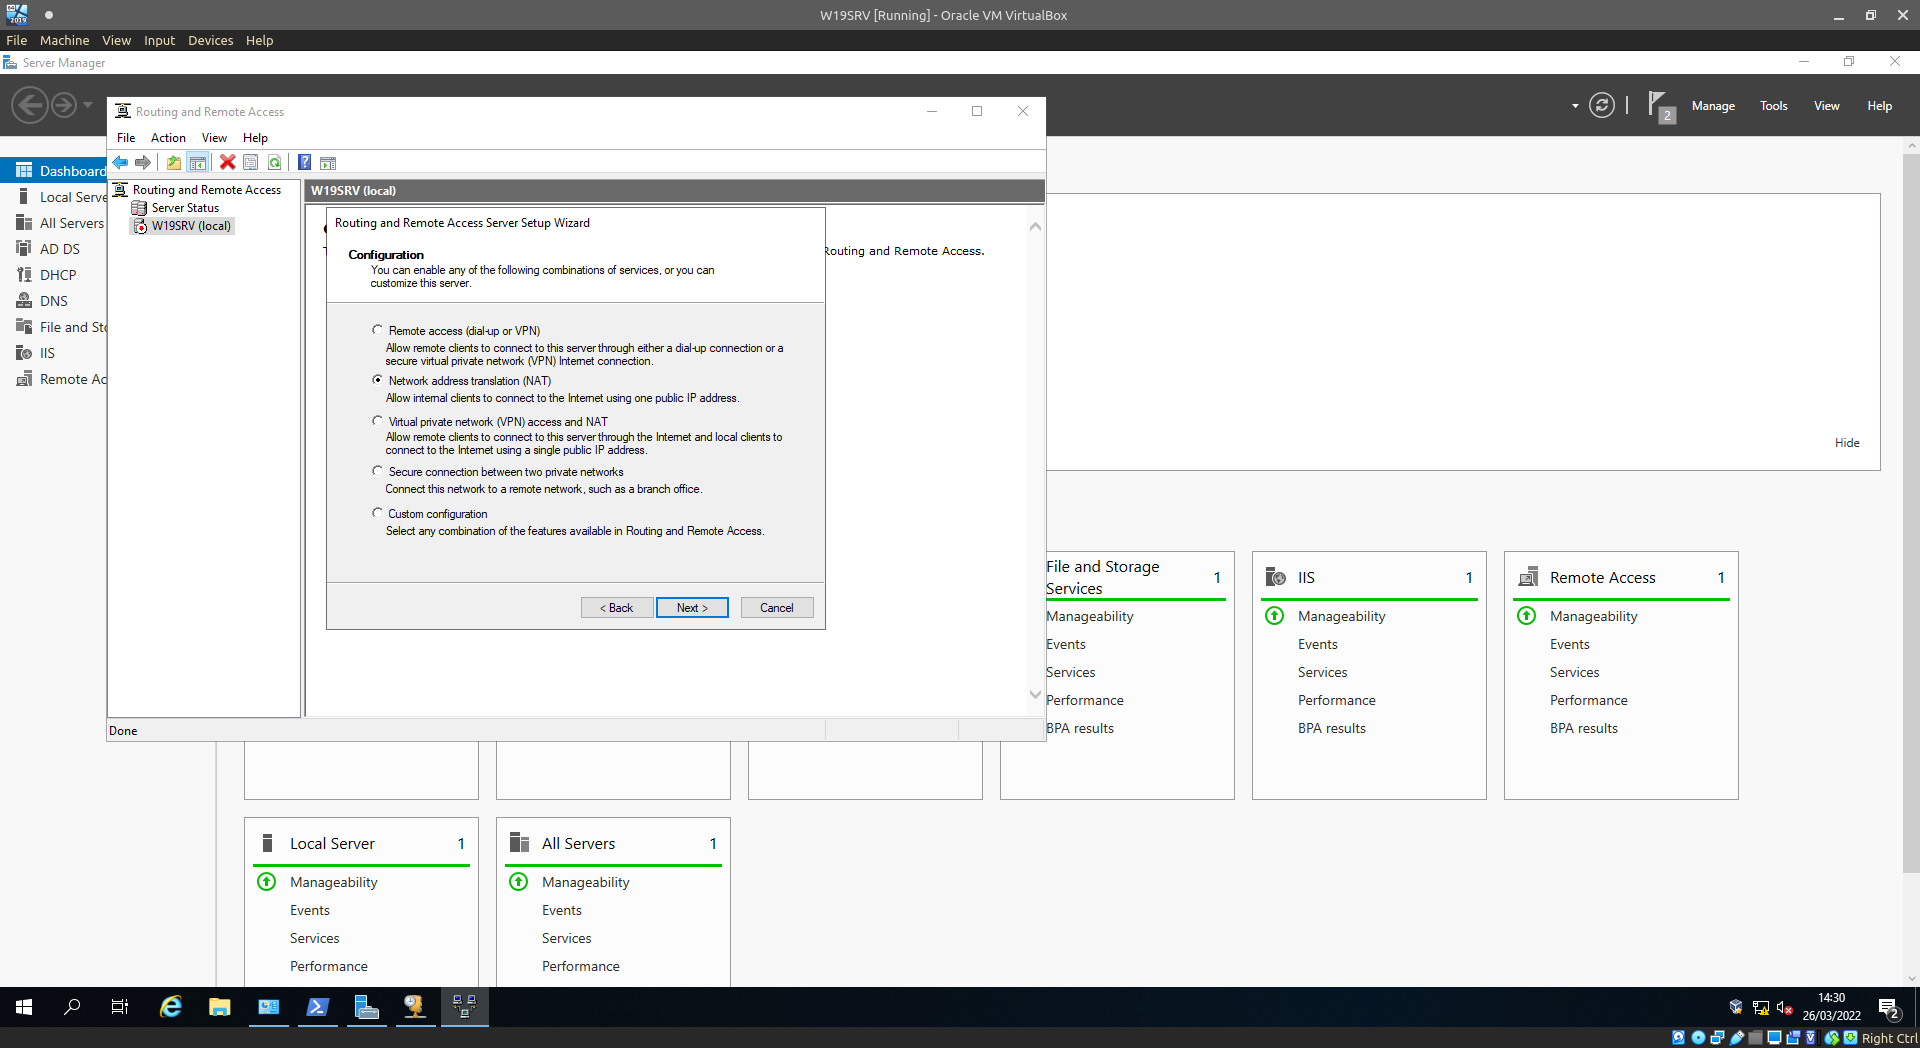 W19SRV [Running] - Oracle VM VirtualBox
File Machine View Input Devices Help
Server Manager
2 Manage Tools View Help
Routing and Remote Access
File Action View Help
Dashboard
Local Serve
All Servers
AD DS
DHCP
DNS
File and Sto
IIS
Remote Ac
Routing and Remote Access
Server Status
W19SRV (local)
W19SRV (local)
Routing and Remote Access.
Routing and Remote Access Server Setup Wizard
Configuration
You can enable any of the following combinations of services, or you can
customize this server.
Remote access (dial-up or VPN)
Allow remote clients to connect to this server through either a dial-up connection or a
secure virtual private network (VPN) Internet connection.
Network address translation (NAT)
Allow internal clients to connect to the Internet using one public IP address.
Virtual private network (VPN) access and NAT
Allow remote clients to connect to this server through the Internet and local clients to
connect to the Internet using a single public IP address.
Secure connection between two private networks
Connect this network to a remote network, such as a branch office.
Custom configuration
Select any combination of the features available in Routing and Remote Access.
< Back Next > Cancel
Done
Hide
File and Storage
Services 1
Manageability
Events
Services
Performance
BPA results
IIS 1
Manageability
Events
Services
Performance
BPA results
Remote Access 1
Manageability
Events
Services
Performance
BPA results
Local Server 1
Manageability
Events
Services
Performance
All Servers 1
Manageability
Events
Services
Performance
14:30
26/03/2022
2
Right Ctrl